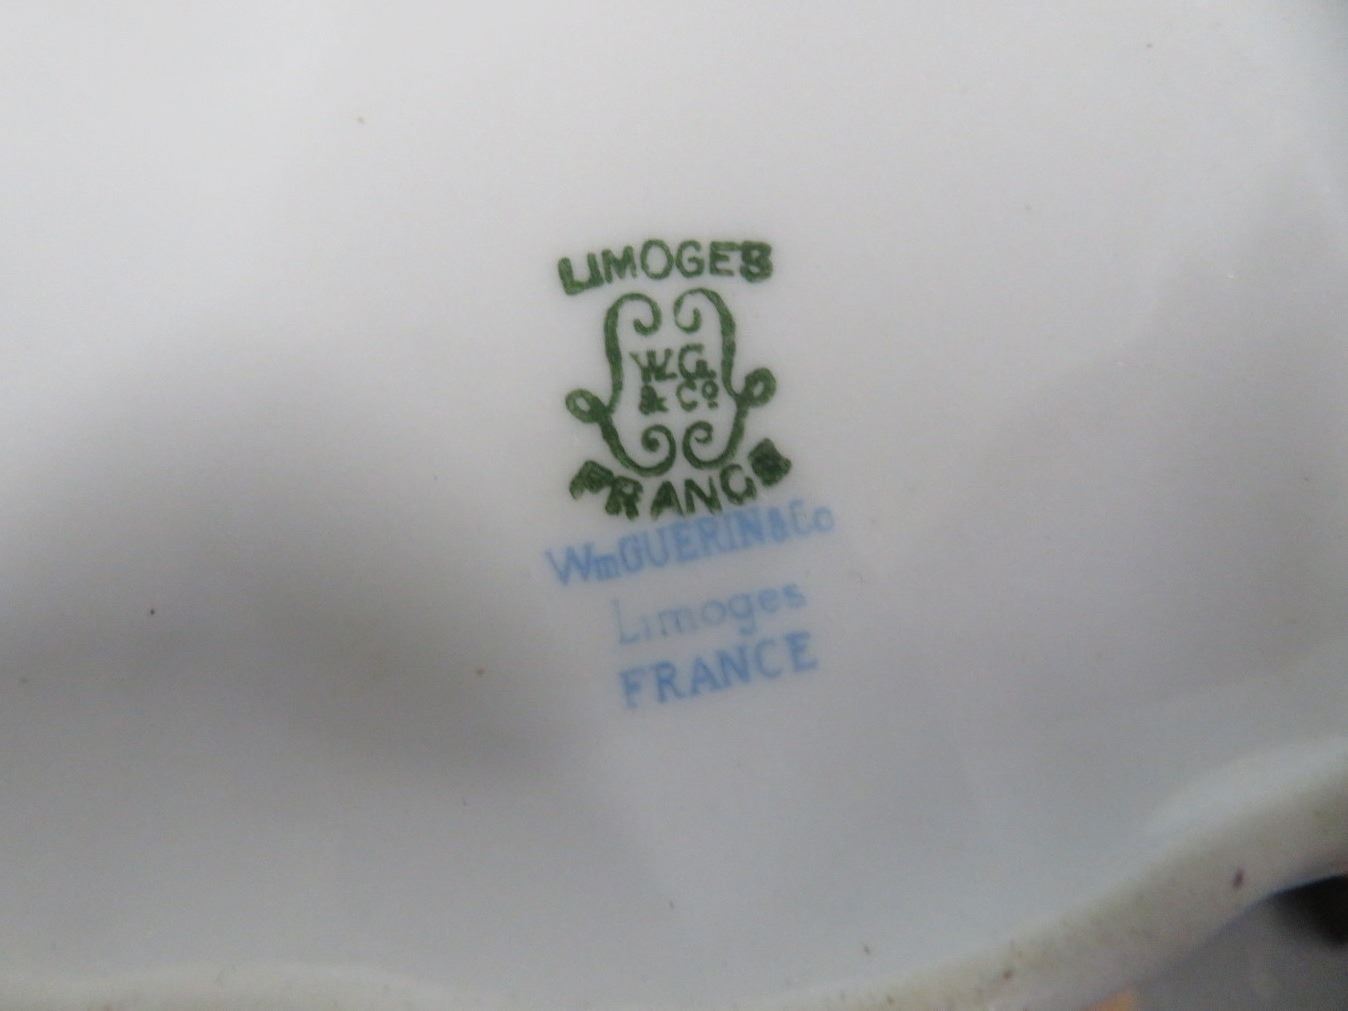 LIMOGES
W.G.
& Co
FRANCE
Wm GUERIN & Co
Limoges
FRANCE